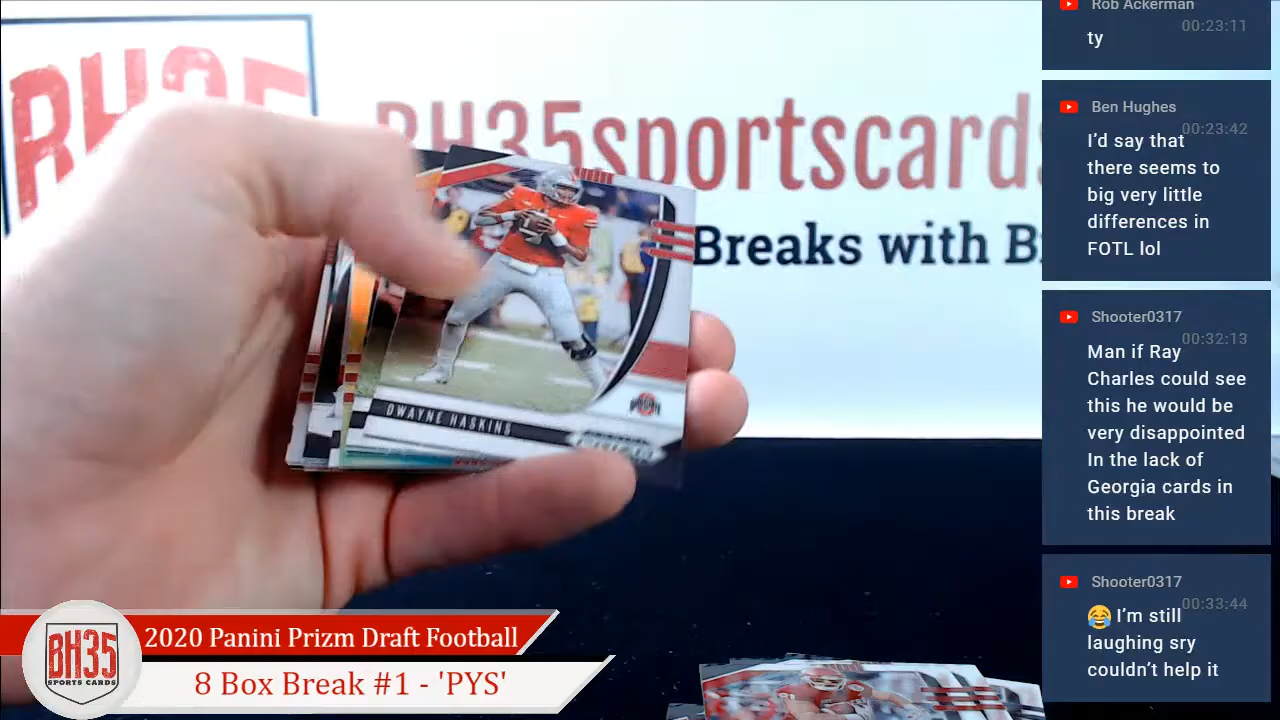 BH35
BH35sportscards
Breaks with B
DWAYNE HASKINS
Rob Ackerman
00:23:11
ty
Ben Hughes
00:23:42
I'd say that
there seems to
big very little
differences in
FOTL lol
Shooter0317
00:32:13
Man if Ray
Charles could see
this he would be
very disappointed
In the lack of
Georgia cards in
this break
Shooter0317
00:33:44
😂 I'm still
laughing sry
couldn't help it
BH35
SPORTS CARDS
2020 Panini Prizm Draft Football
8 Box Break #1 - 'PYS'